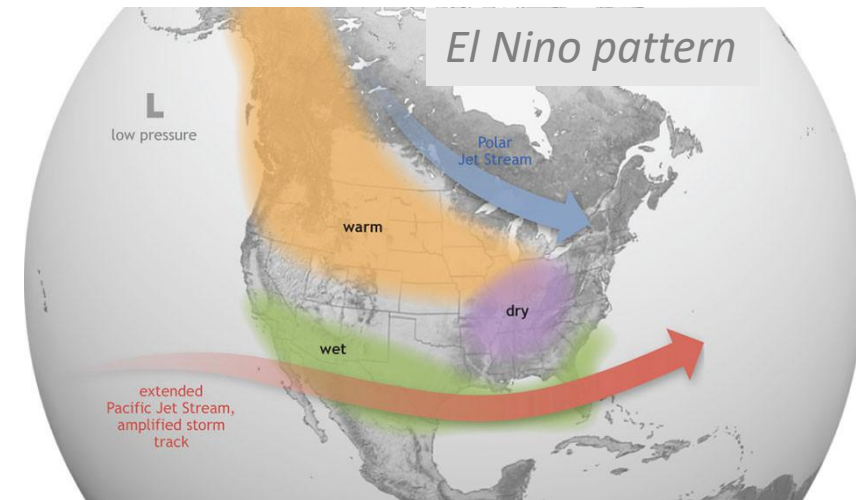 El Nino pattern
L
low pressure
Polar
Jet Stream
warm
dry
wet
extended
Pacific Jet Stream,
amplified storm
track